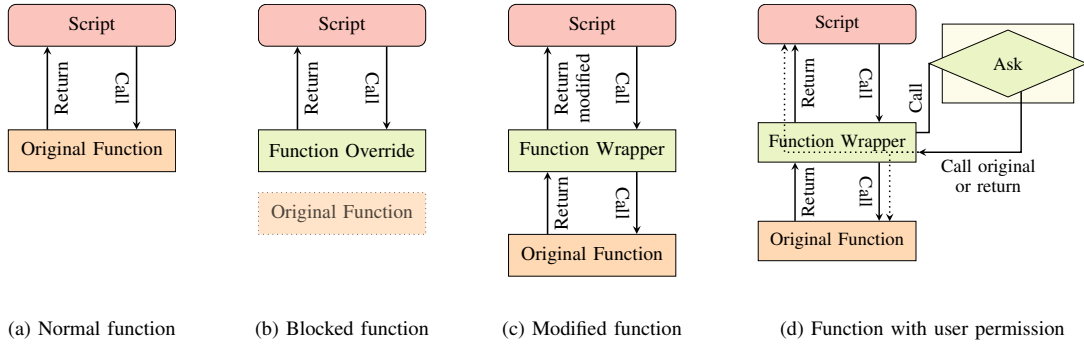 Script
Return
Call
Original Function
(a) Normal function
Script
Return
Call
Function Override
Original Function
(b) Blocked function
Script
Return
modified
Call
Function Wrapper
Return
Call
Original Function
(c) Modified function
Script
Return
Call
Call
Ask
Function Wrapper
Call original
or return
Return
Call
Original Function
(d) Function with user permission